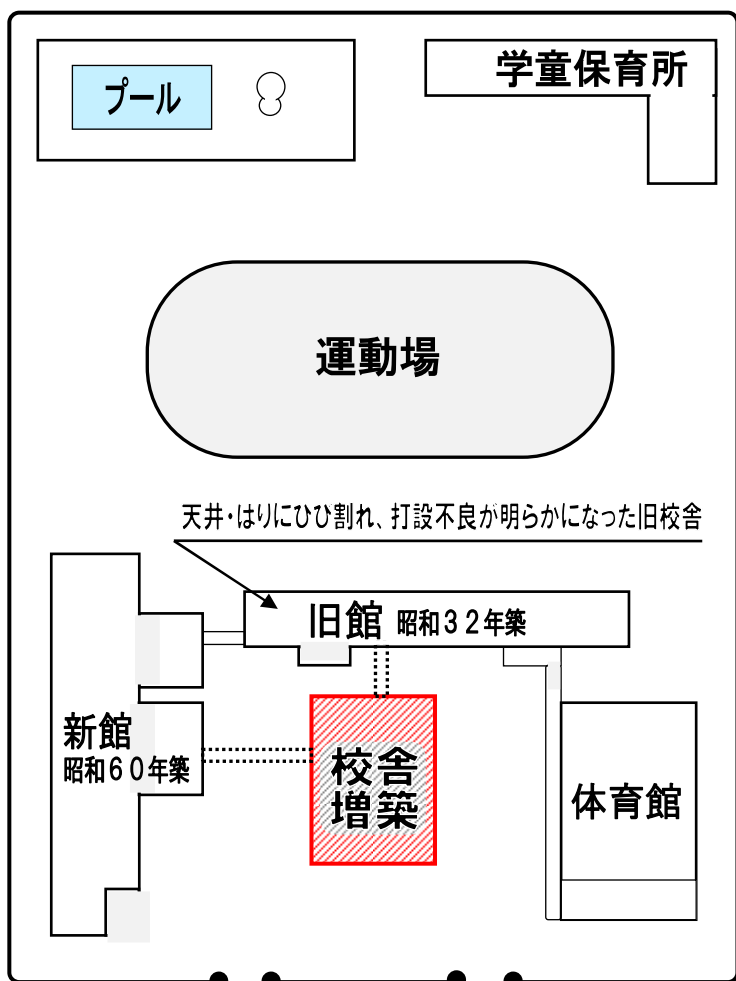 プール
学童保育所
運動場
天井・はりにひび割れ、打設不良が明らかになった旧校舎
旧館 昭和３２年築
新館
昭和６０年築
校舎
増築
体育館